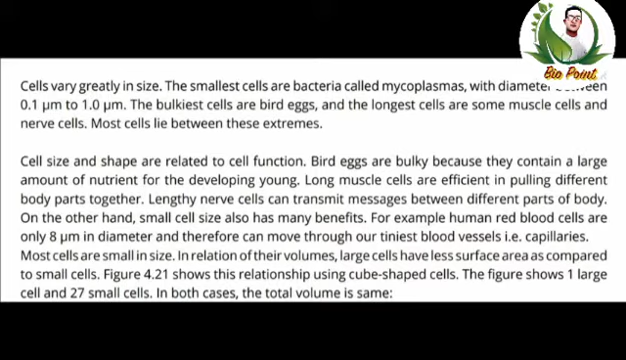 Bio Point
Cells vary greatly in size. The smallest cells are bacteria called mycoplasmas, with diameter between
0.1 µm to 1.0 µm. The bulkiest cells are bird eggs, and the longest cells are some muscle cells and
nerve cells. Most cells lie between these extremes.
Cell size and shape are related to cell function. Bird eggs are bulky because they contain a large
amount of nutrient for the developing young. Long muscle cells are efficient in pulling different
body parts together. Lengthy nerve cells can transmit messages between different parts of body.
On the other hand, small cell size also has many benefits. For example human red blood cells are
only 8 µm in diameter and therefore can move through our tiniest blood vessels i.e. capillaries.
Most cells are small in size. In relation of their volumes, large cells have less surface area as compared
to small cells. Figure 4.21 shows this relationship using cube-shaped cells. The figure shows 1 large
cell and 27 small cells. In both cases, the total volume is same: